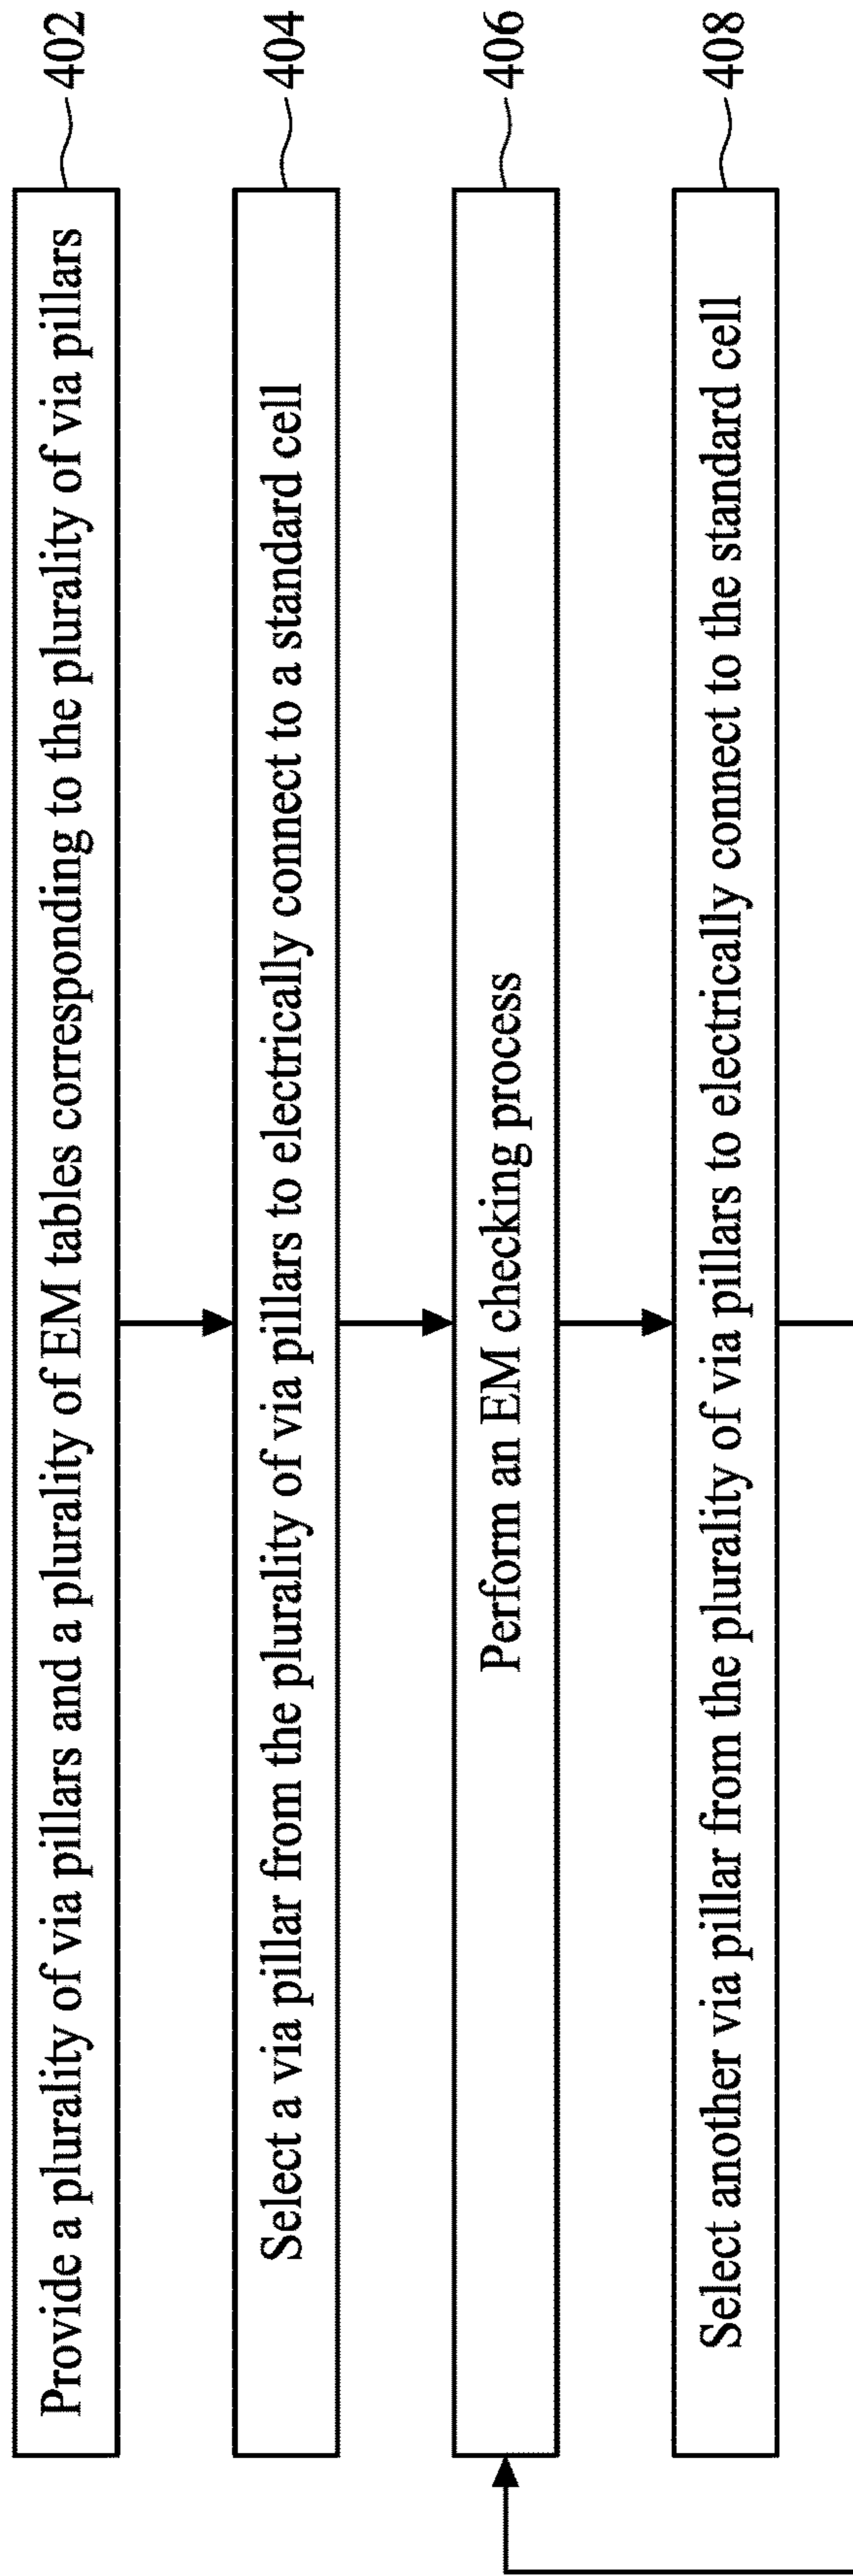 Provide a plurality of via pillars and a plurality of EM tables corresponding to the plurality of via pillars
402
Select a via pillar from the plurality of via pillars to electrically connect to a standard cell
404
Perform an EM checking process
406
Select another via pillar from the plurality of via pillars to electrically connect to the standard cell
408